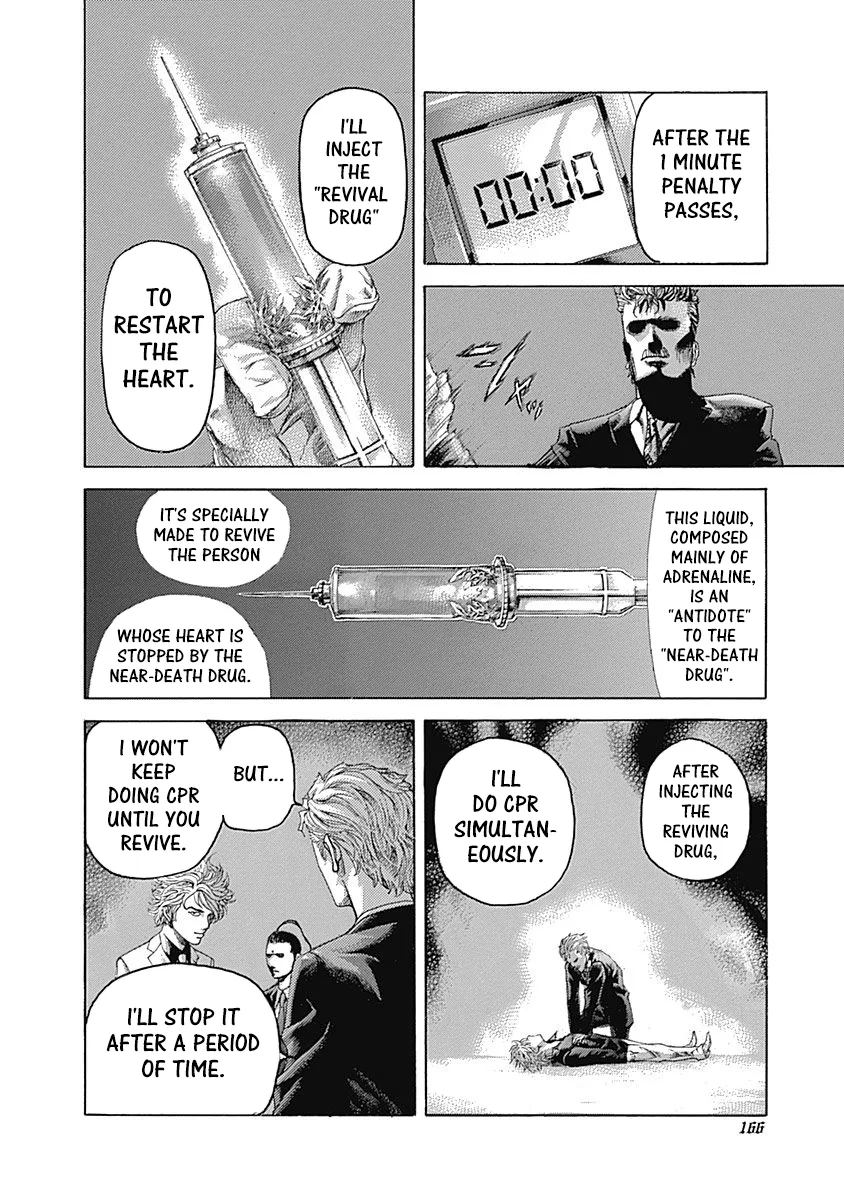 AFTER THE
1 MINUTE
PENALTY
PASSES,
00:00
I'LL
INJECT
THE
"REVIVAL
DRUG"
TO
RESTART
THE
HEART.
THIS LIQUID,
COMPOSED
MAINLY OF
ADRENALINE,
IS AN
"ANTIDOTE"
TO THE
"NEAR-DEATH
DRUG".
IT'S SPECIALLY
MADE TO REVIVE
THE PERSON
WHOSE HEART IS
STOPPED BY THE
NEAR-DEATH DRUG.
AFTER
INJECTING
THE
REVIVING
DRUG,
I'LL
DO CPR
SIMULTAN-
EOUSLY.
BUT...
I WON'T
KEEP
DOING CPR
UNTIL YOU
REVIVE.
I'LL STOP IT
AFTER A PERIOD
OF TIME.
166